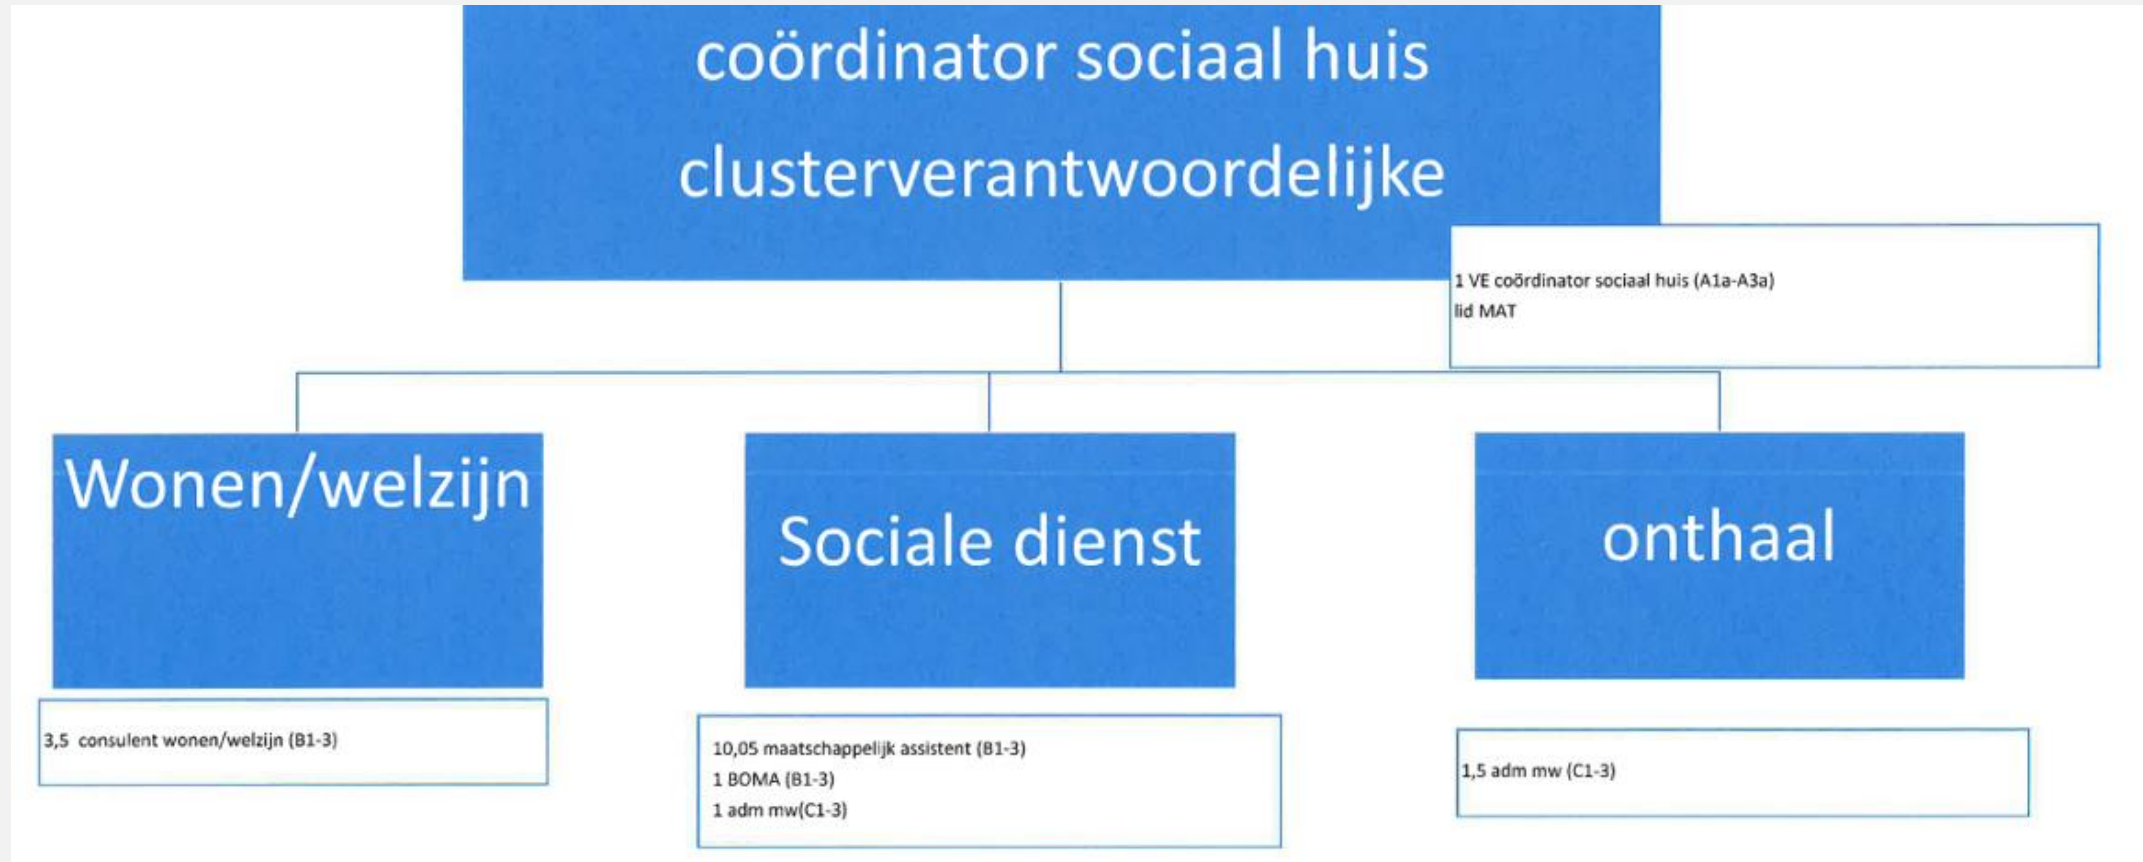 coördinator sociaal huis
clusterverantwoordelijke
1 VE coördinator sociaal huis (A1a-A3a)
lid MAT
Wonen/welzijn
3,5 consulent wonen/welzijn (B1-3)
Sociale dienst
10,05 maatschappelijk assistent (B1-3)
1 BOMA (B1-3)
1 adm mw(C1-3)
onthaal
1,5 adm mw (C1-3)